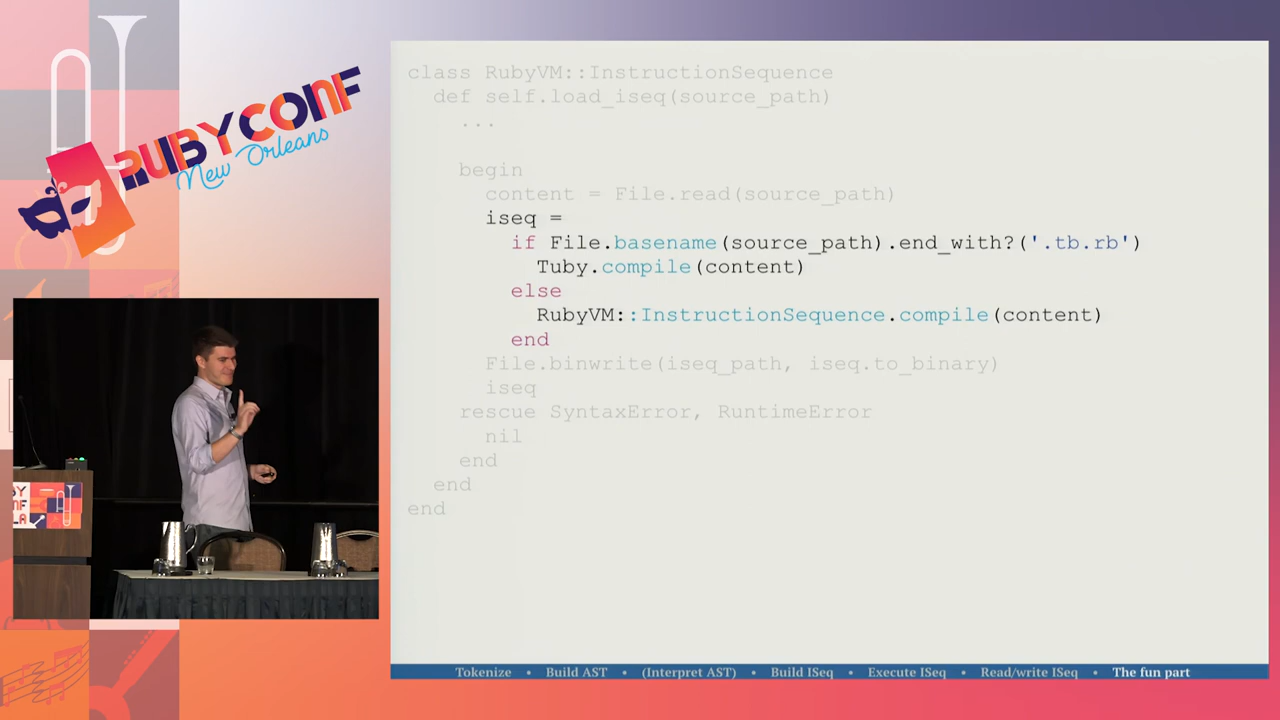 RUBYCONF
New Orleans
class RubyVM::InstructionSequence
def self.load_iseq(source_path)
...
begin
content = File.read(source_path)
iseq =
if File.basename(source_path).end_with?('.tb.rb')
Tuby.compile(content)
else
RubyVM::InstructionSequence.compile(content)
end
File.binwrite(iseq_path, iseq.to_binary)
iseq
rescue SyntaxError, RuntimeError
nil
end
end
end
Tokenize • Build AST • (Interpret AST) • Build ISeq • Execute ISeq • Read/write ISeq • The fun part